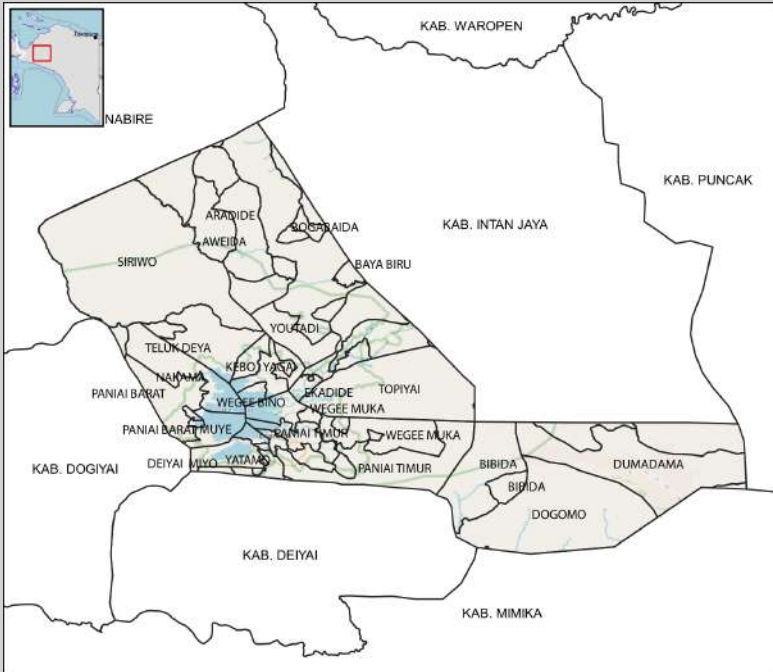 KAB. WAROPEN
NABIRE
KAB. PUNCAK
ARADIDE
BOGABAIDA
KAB. INTAN JAYA
AWEIDA
SIRIWO
BAYA BIRU
YOUTADI
TELUK DEYA
KEBO
YAGAI
NAKAMA
EKADIDE
TOPIYAI
PANIAI BARAT
WEGEE BINO
WEGEE MUKA
PANIAI BARAT
MUYE
PANIAI TIMUR
WEGEE MUKA
KAB. DOGIYAI
DEIYAI MIYO
YATAMO
PANIAI TIMUR
BIBIDA
DUMADAMA
BIBIDA
DOGOMO
KAB. DEIYAI
KAB. MIMIKA